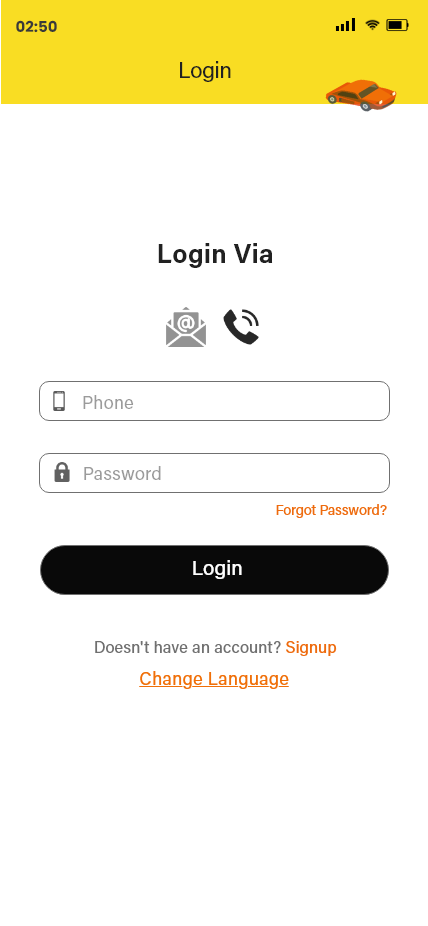 02:50
Login
Login Via
@
Phone
Password
Forgot Password?
Login
Doesn't have an account? Signup
Change Language